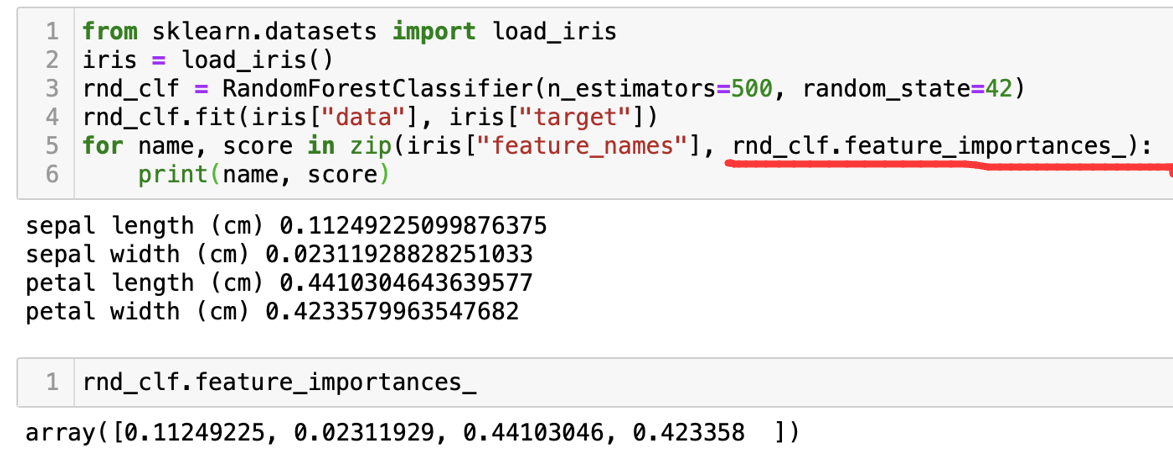 1 from sklearn.datasets import load_iris
2 iris = load_iris()
3 rnd_clf = RandomForestClassifier(n_estimators=500, random_state=42)
4 rnd_clf.fit(iris["data"], iris["target"])
5 for name, score in zip(iris["feature_names"], rnd_clf.feature_importances_):
6     print(name, score)
sepal length (cm) 0.11249225099876375
sepal width (cm) 0.02311928828251033
petal length (cm) 0.4410304643639577
petal width (cm) 0.4233579963547682
1 rnd_clf.feature_importances_
array([0.11249225, 0.02311929, 0.44103046, 0.423358  ])